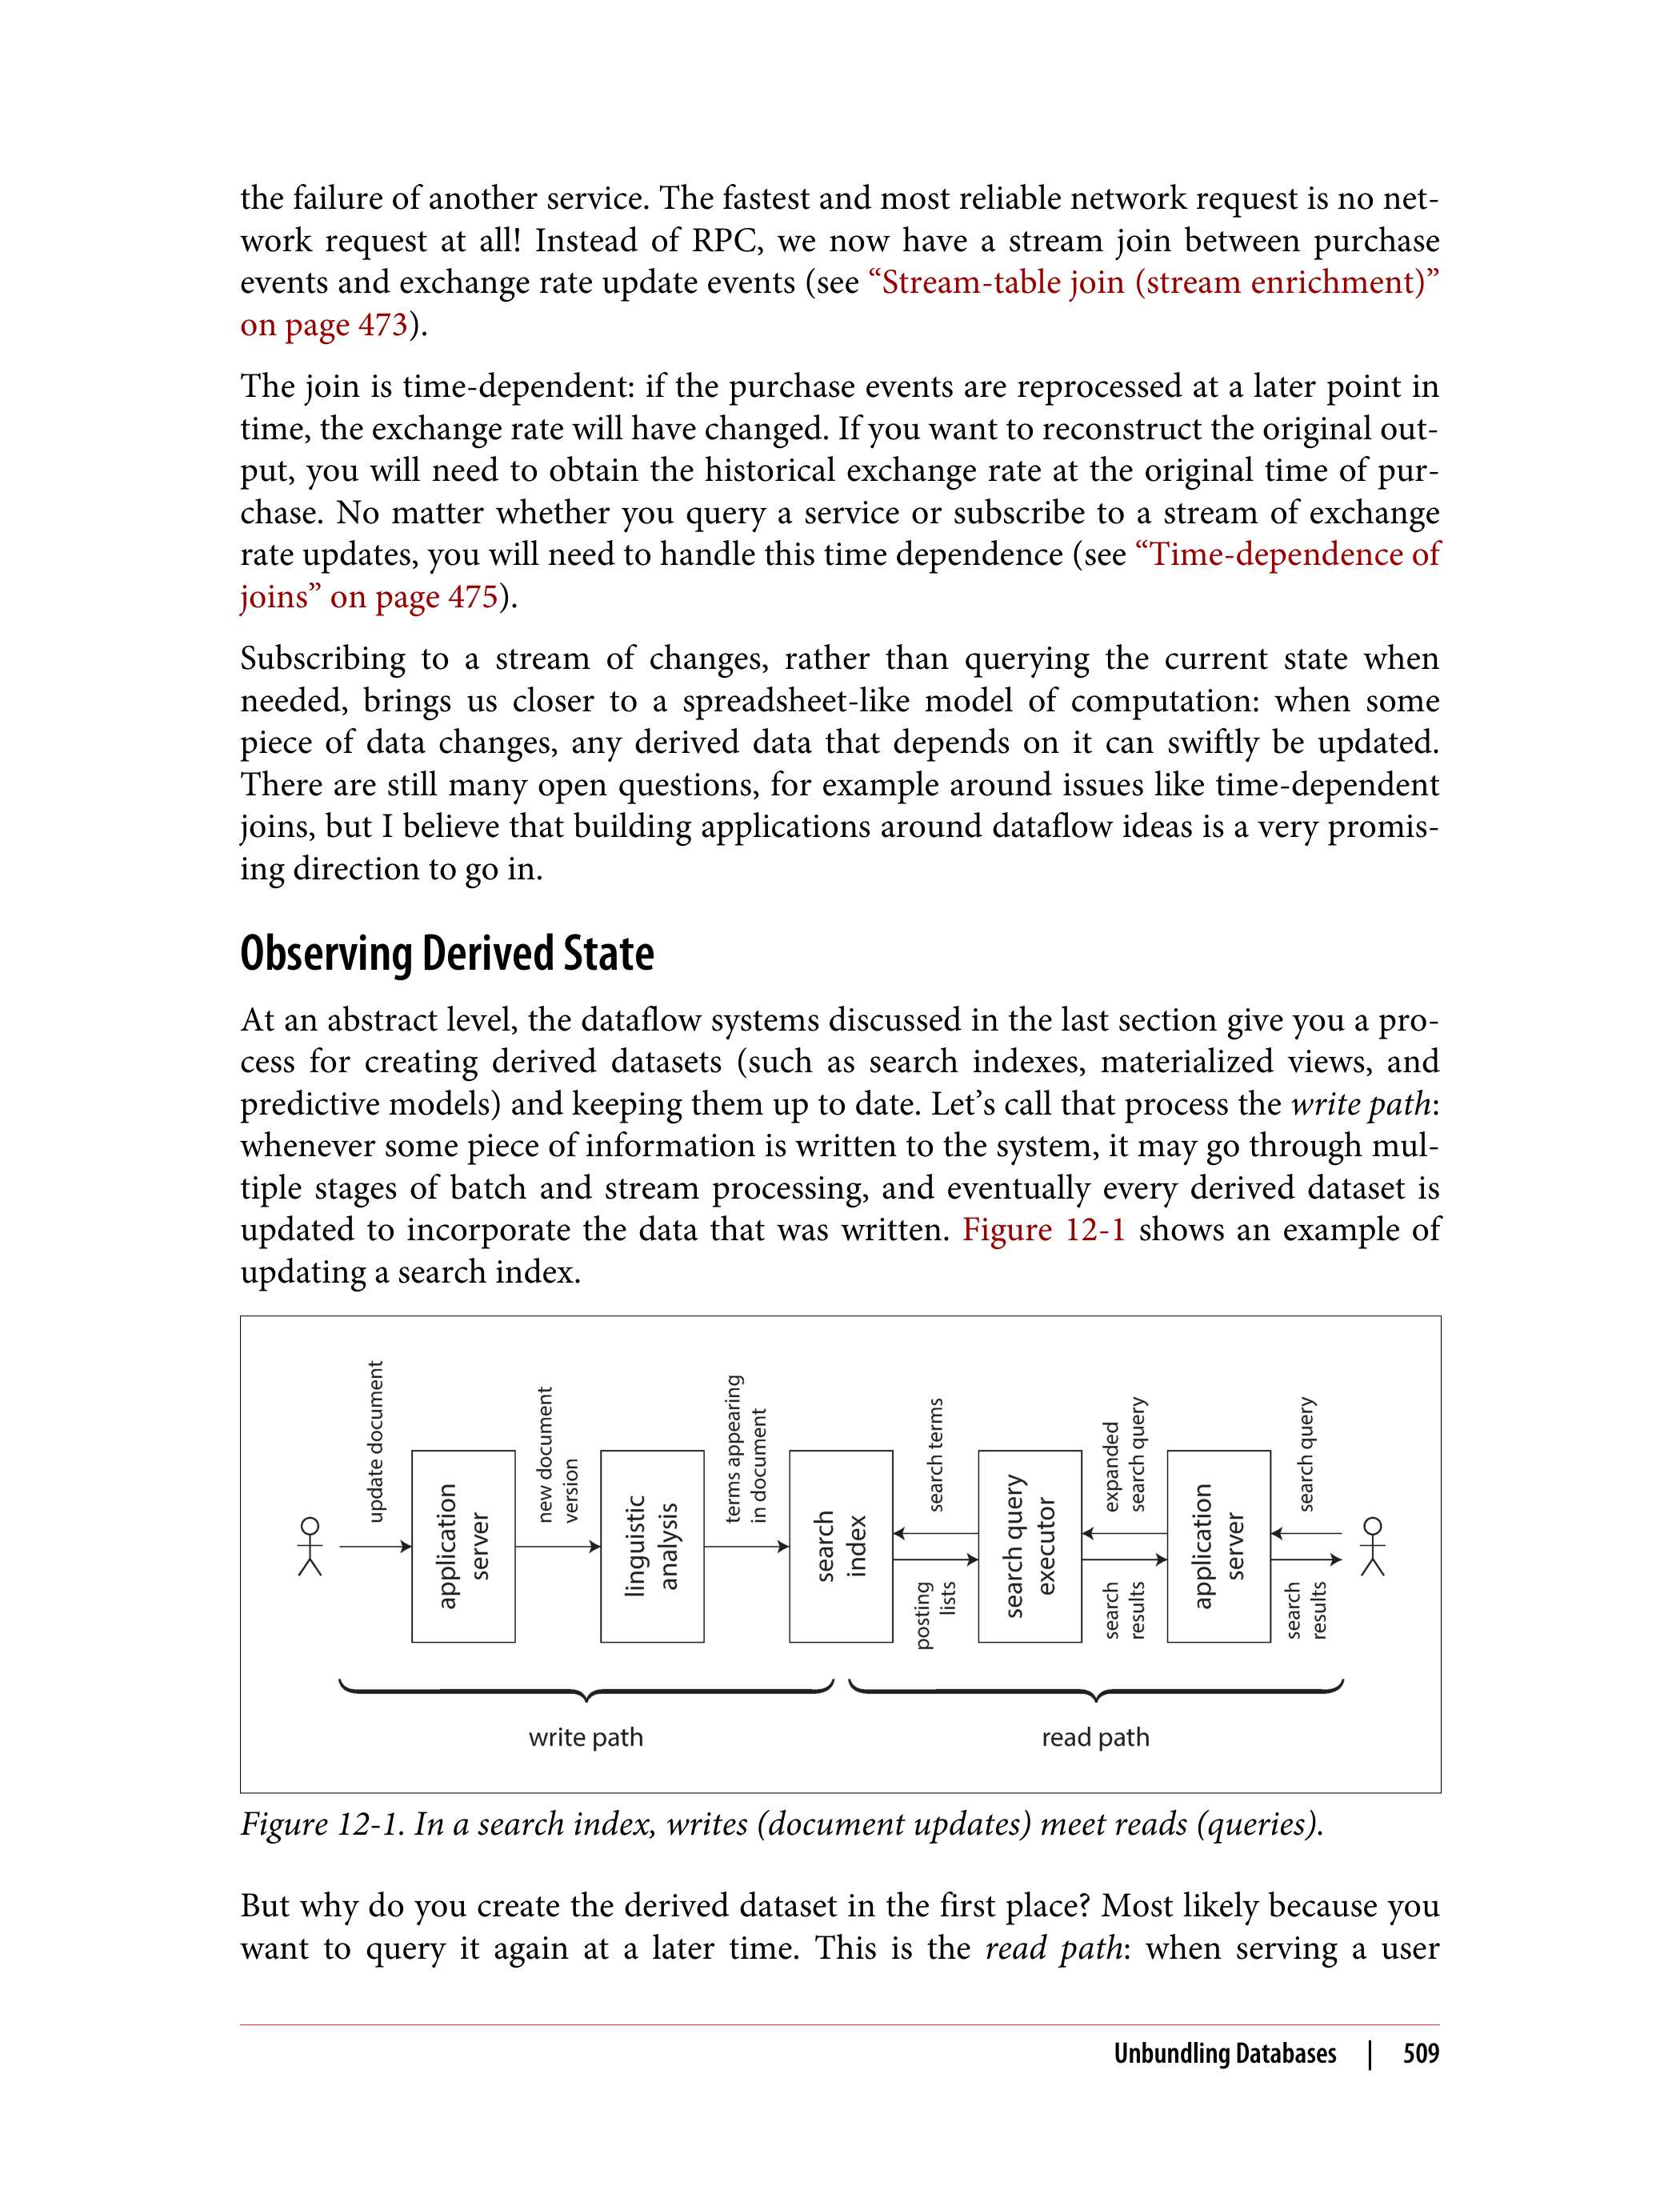 the failure of another service. The fastest and most reliable network request is no net-
work request at all! Instead of RPC, we now have a stream join between purchase
events and exchange rate update events (see “Stream-table join (stream enrichment)”
on page 473).
The join is time-dependent: if the purchase events are reprocessed at a later point in
time, the exchange rate will have changed. If you want to reconstruct the original out-
put, you will need to obtain the historical exchange rate at the original time of pur-
chase. No matter whether you query a service or subscribe to a stream of exchange
rate updates, you will need to handle this time dependence (see “Time-dependence of
joins” on page 475).
Subscribing to a stream of changes, rather than querying the current state when
needed, brings us closer to a spreadsheet-like model of computation: when some
piece of data changes, any derived data that depends on it can swiftly be updated.
There are still many open questions, for example around issues like time-dependent
joins, but I believe that building applications around dataflow ideas is a very promis-
ing direction to go in.
Observing Derived State
At an abstract level, the dataflow systems discussed in the last section give you a pro-
cess for creating derived datasets (such as search indexes, materialized views, and
predictive models) and keeping them up to date. Let’s call that process the write path:
whenever some piece of information is written to the system, it may go through mul-
tiple stages of batch and stream processing, and eventually every derived dataset is
updated to incorporate the data that was written. Figure 12-1 shows an example of
updating a search index.
update document
application
server
new document
version
linguistic
analysis
terms appearing
in document
search
index
search terms
posting
lists
search query
executor
expanded
search query
search
results
application
server
search query
search
results
write path
read path
Figure 12-1. In a search index, writes (document updates) meet reads (queries).
But why do you create the derived dataset in the first place? Most likely because you
want to query it again at a later time. This is the read path: when serving a user
Unbundling Databases | 509